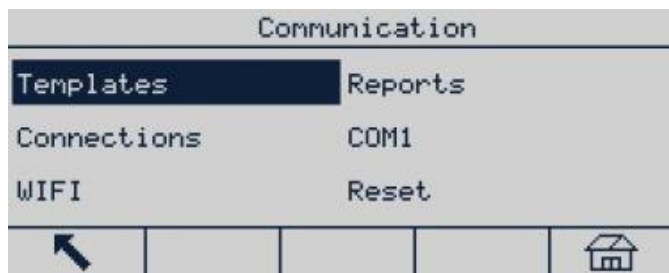 Communication
Templates Reports
Connections COM1
WIFI Reset